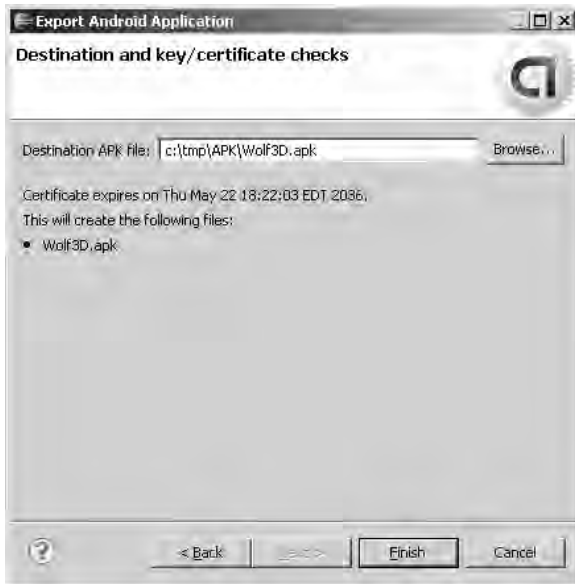 Export Android Application
Destination and key/certificate checks
Destination APK file: c:\tmp\APK\Wolf3D.apk Browse...
Certificate expires on Thu May 22 18:22:03 EDT 2036.
This will create the following files:
• Wolf3D.apk
? < Back Next > Finish Cancel